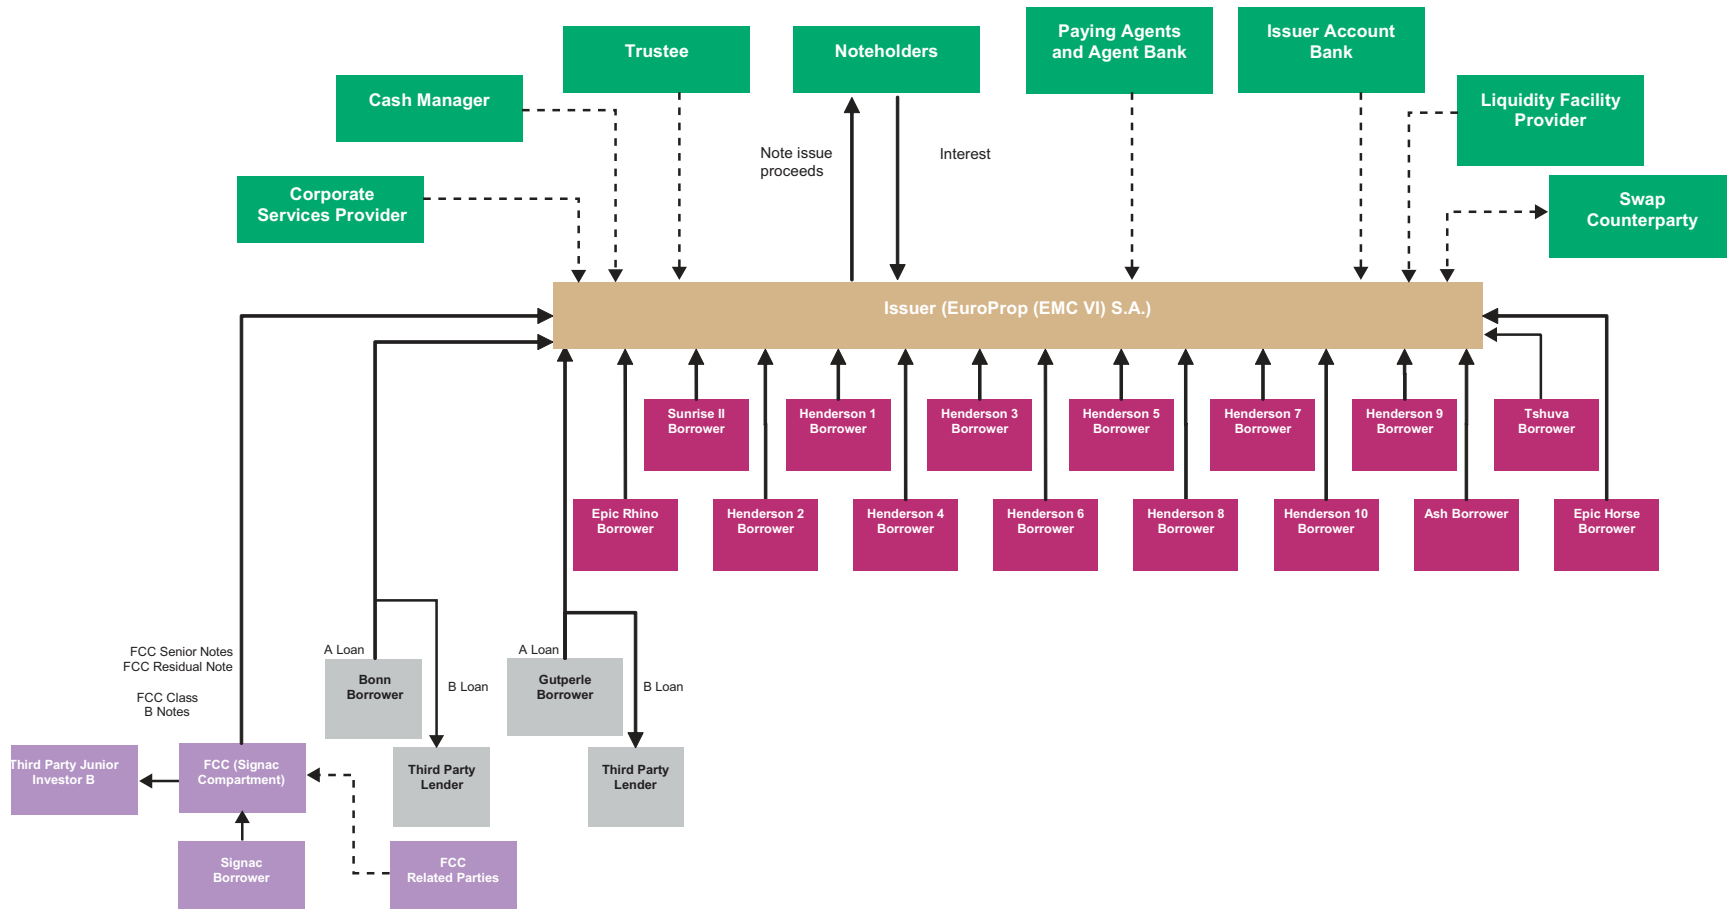 Trustee
Noteholders
Paying Agents
and Agent Bank
Issuer Account
Bank
Cash Manager
Liquidity Facility
Provider
Note issue
proceeds
Interest
Corporate
Services Provider
Swap
Counterparty
Issuer (EuroProp (EMC VI) S.A.)
Sunrise II
Borrower
Henderson 1
Borrower
Henderson 3
Borrower
Henderson 5
Borrower
Henderson 7
Borrower
Henderson 9
Borrower
Tshuva
Borrower
Epic Rhino
Borrower
Henderson 2
Borrower
Henderson 4
Borrower
Henderson 6
Borrower
Henderson 8
Borrower
Henderson 10
Borrower
Ash Borrower
Epic Horse
Borrower
FCC Senior Notes
FCC Residual Note
FCC Class
B Notes
A Loan
Bonn
Borrower
B Loan
A Loan
Gutperle
Borrower
B Loan
Third Party Junior
Investor B
FCC (Signac
Compartment)
Third Party
Lender
Third Party
Lender
Signac
Borrower
FCC
Related Parties